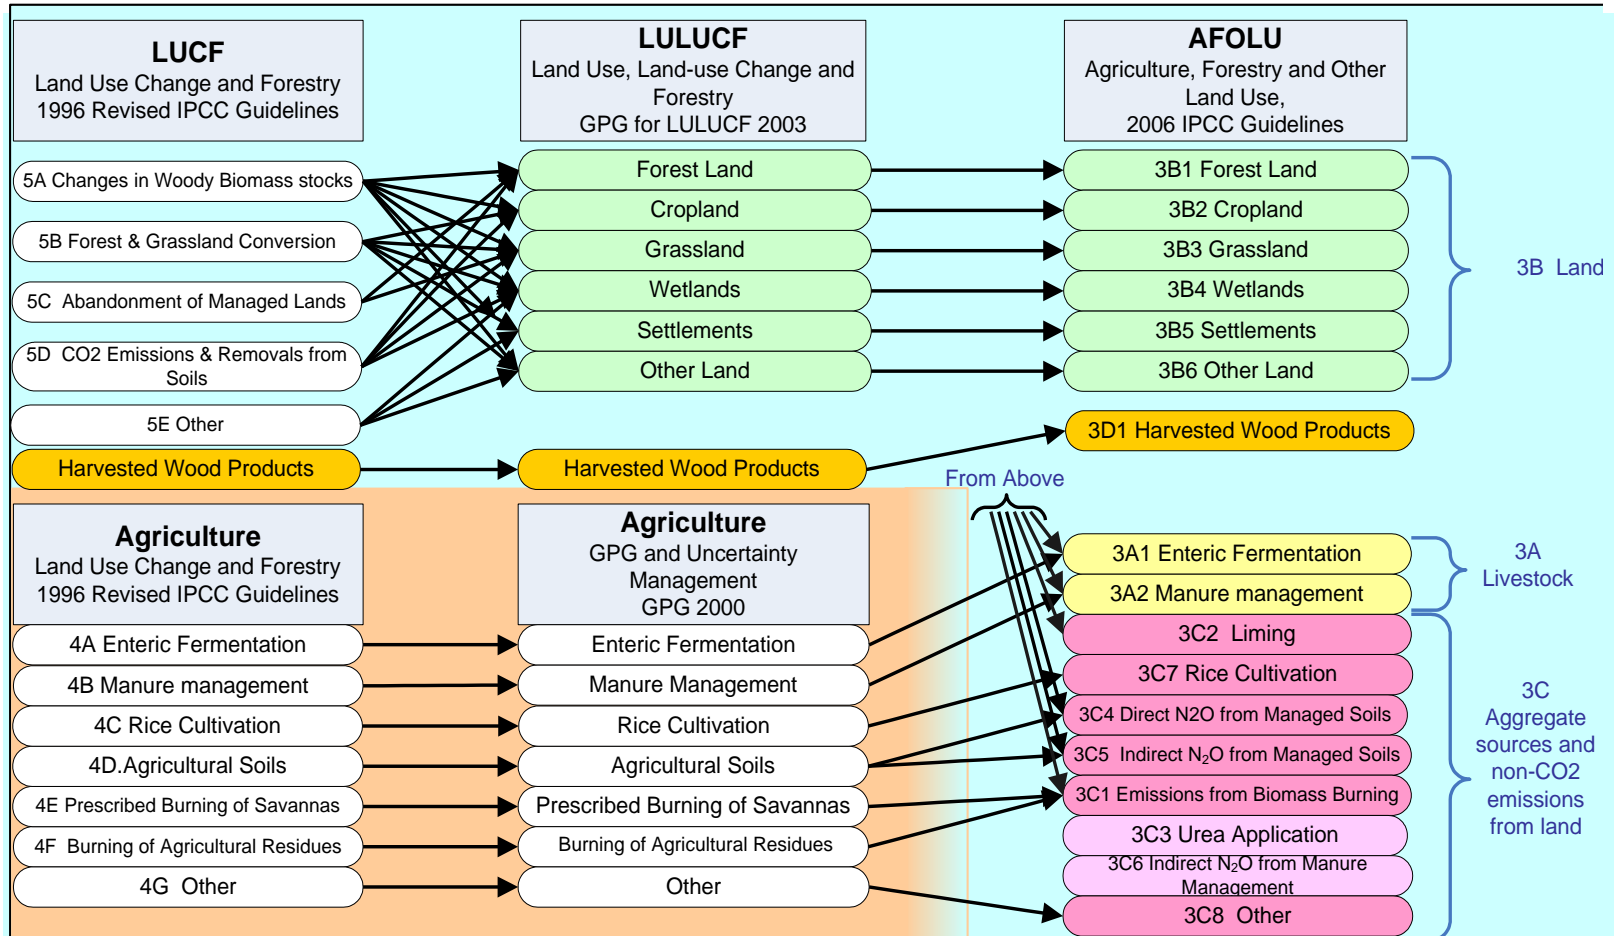 LUCF
Land Use Change and Forestry
1996 Revised IPCC Guidelines
LULUCF
Land Use, Land-use Change and
Forestry
GPG for LULUCF 2003
AFOLU
Agriculture, Forestry and Other
Land Use,
2006 IPCC Guidelines
5A Changes in Woody Biomass stocks
5B Forest & Grassland Conversion
5C Abandonment of Managed Lands
5D CO2 Emissions & Removals from
Soils
5E Other
Harvested Wood Products
Forest Land
Cropland
Grassland
Wetlands
Settlements
Other Land
Harvested Wood Products
3B1 Forest Land
3B2 Cropland
3B3 Grassland
3B4 Wetlands
3B5 Settlements
3B6 Other Land
3B Land
3D1 Harvested Wood Products
From Above
Agriculture
Land Use Change and Forestry
1996 Revised IPCC Guidelines
Agriculture
GPG and Uncertainty
Management
GPG 2000
4A Enteric Fermentation
4B Manure management
4C Rice Cultivation
4D.Agricultural Soils
4E Prescribed Burning of Savannas
4F Burning of Agricultural Residues
4G Other
Enteric Fermentation
Manure Management
Rice Cultivation
Agricultural Soils
Prescribed Burning of Savannas
Burning of Agricultural Residues
Other
3A1 Enteric Fermentation
3A2 Manure management
3C2 Liming
3C7 Rice Cultivation
3C4 Direct N2O from Managed Soils
3C5 Indirect N₂O from Managed Soils
3C1 Emissions from Biomass Burning
3C3 Urea Application
3C6 Indirect N₂O from Manure
Management
3C8 Other
3A
Livestock
3C
Aggregate
sources and
non-CO2
emissions
from land